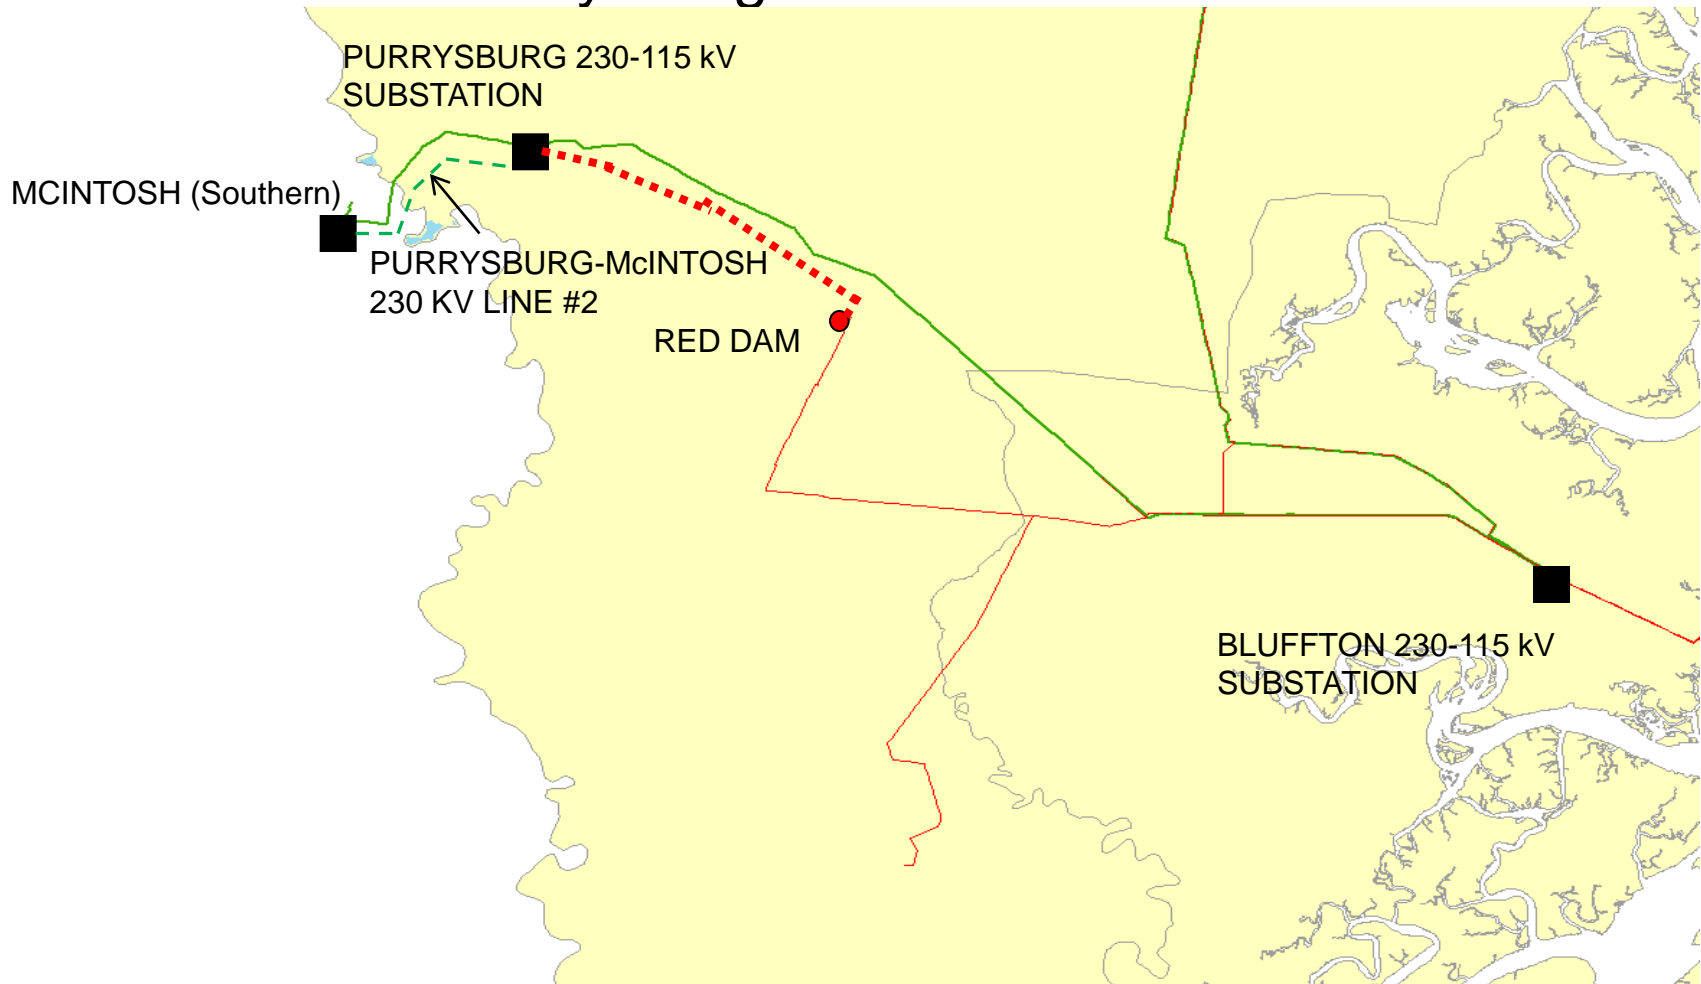 PURRYSBURG 230-115 kV
SUBSTATION
MCINTOSH (Southern)
PURRYSBURG-McINTOSH
230 KV LINE #2
RED DAM
BLUFFTON 230-115 kV
SUBSTATION